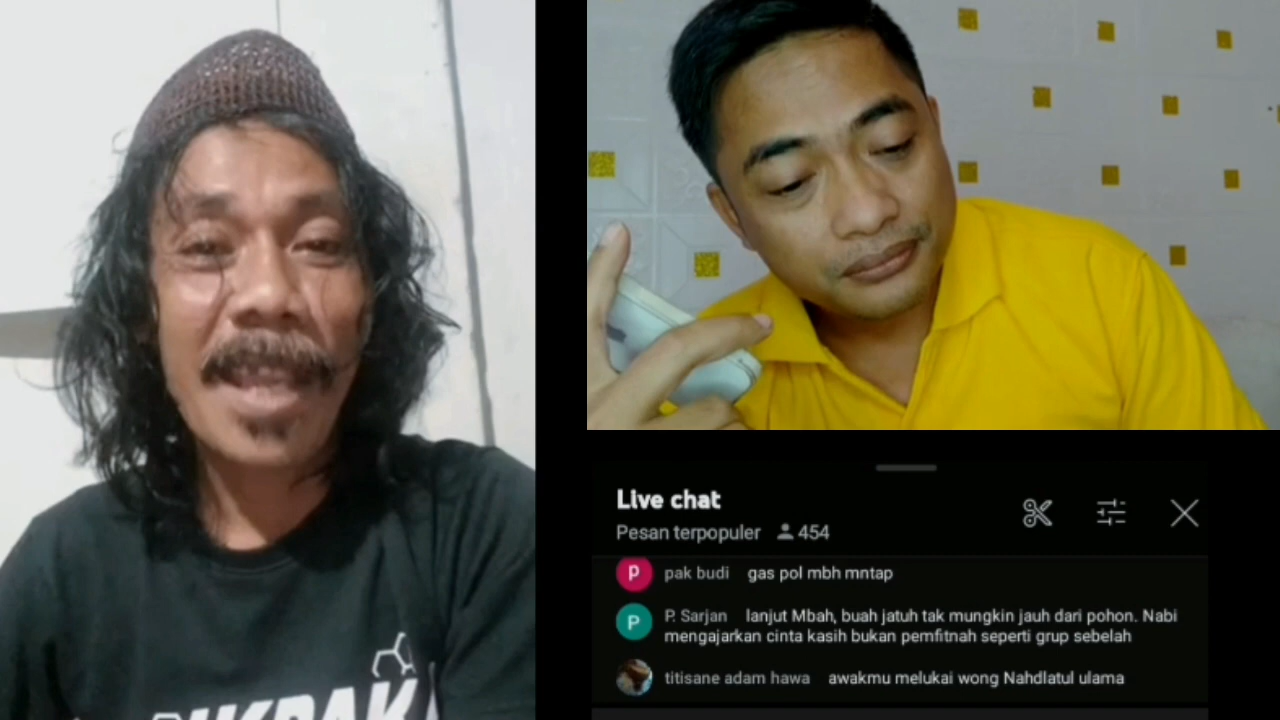 Live chat
Pesan terpopuler 454
P pak budi gas pol mbh mntap
P P. Sarjan lanjut Mbah, buah jatuh tak mungkin jauh dari pohon. Nabi
mengajarkan cinta kasih bukan pemfitnah seperti grup sebelah
titisane adam hawa awakmu melukai wong Nahdlatul ulama